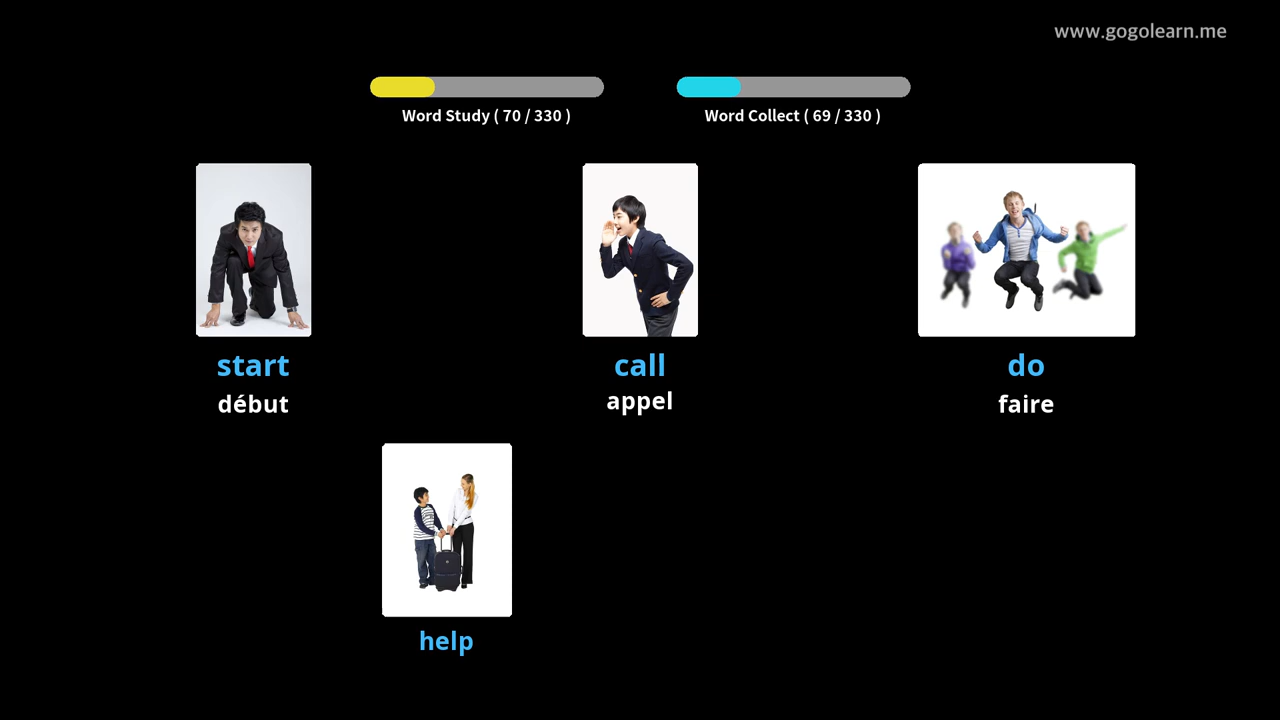 www.gogolearn.me
Word Study ( 70 / 330 )
Word Collect ( 69 / 330 )
start
début
call
appel
do
faire
help